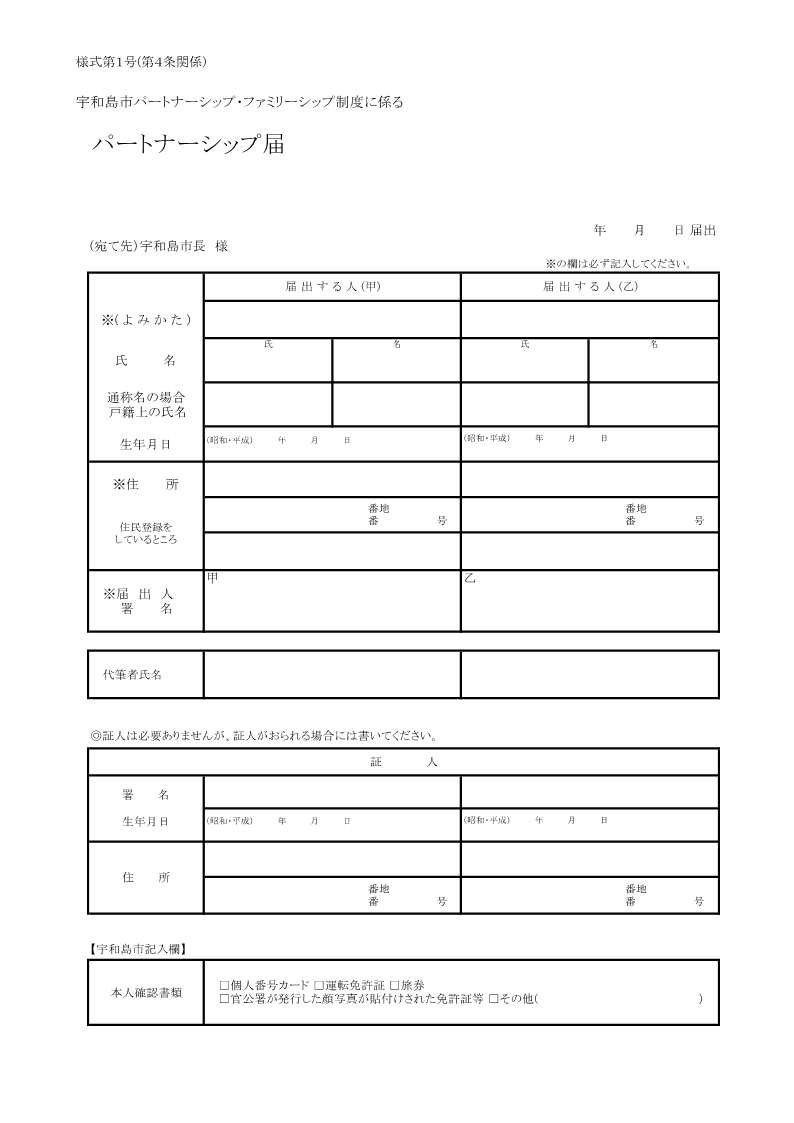 様式第1号(第4条関係)
宇和島市パートナーシップ・ファミリーシップ制度に係る
パートナーシップ届
年　　月　　日 届出
(宛て先)宇和島市長　様
※の欄は必ず記入してください。
届 出 す る 人 (甲)　届 出 す る 人 (乙)
※( よ み か た )
氏　名　氏　名
氏　　名
通称名の場合
戸籍上の氏名
生年月日　(昭和・平成)　　年　　月　　日　(昭和・平成)　　年　　月　　日
※住　　所
番地　番地
番　　　号　番　　　号
住民登録を
しているところ
甲　乙
※届　出　人
署　　名
代筆者氏名
◎証人は必要ありませんが、証人がおられる場合には書いてください。
証　　　人
署　　名
生年月日　(昭和・平成)　　年　　月　　日　(昭和・平成)　　年　　月　　日
住　　所
番地　番地
番　　　号　番　　　号
【宇和島市記入欄】
本人確認書類
□個人番号カード □運転免許証 □旅券
□官公署が発行した顔写真が貼付けされた免許証等 □その他(　　　　　　　)